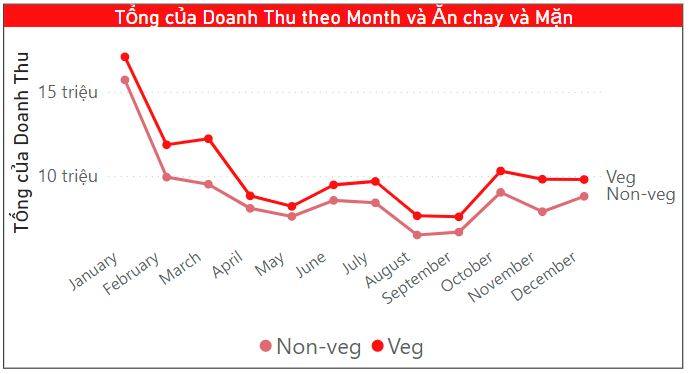 Tổng của Doanh Thu theo Month và Ăn chay và Mặn
Tổng của Doanh Thu
15 triệu
10 triệu
Veg
Non-veg
January
February
March
April
May
June
July
August
September
October
November
December
Non-veg
Veg